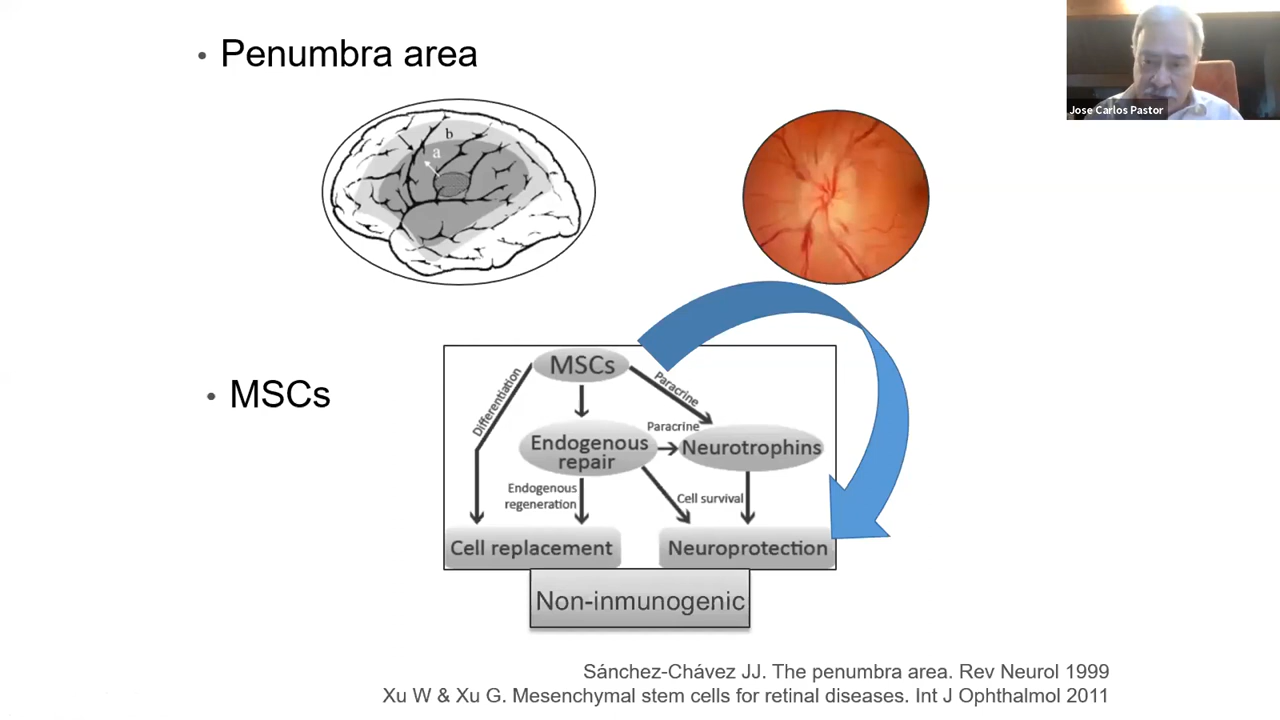 • Penumbra area
Jose Carlos Pastor
b
a
• MSCs
MSCs
Differentiation
Paracrine
Paracrine
Endogenous
repair
Neurotrophins
Endogenous
regeneration
Cell survival
Cell replacement
Neuroprotection
Non-inmunogenic
Sánchez-Chávez JJ. The penumbra area. Rev Neurol 1999
Xu W & Xu G. Mesenchymal stem cells for retinal diseases. Int J Ophthalmol 2011